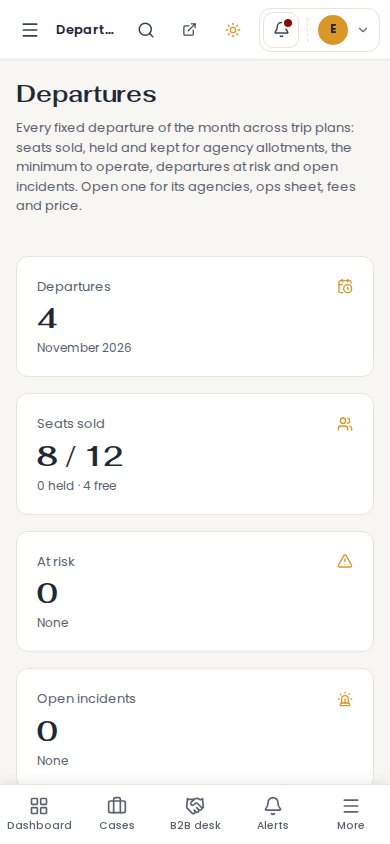 Depart...
E
Departures
Every fixed departure of the month across trip plans:
seats sold, held and kept for agency allotments, the
minimum to operate, departures at risk and open
incidents. Open one for its agencies, ops sheet, fees
and price.
Departures
4
November 2026
Seats sold
8 / 12
0 held · 4 free
At risk
0
None
Open incidents
0
None
Dashboard
Cases
B2B desk
Alerts
More